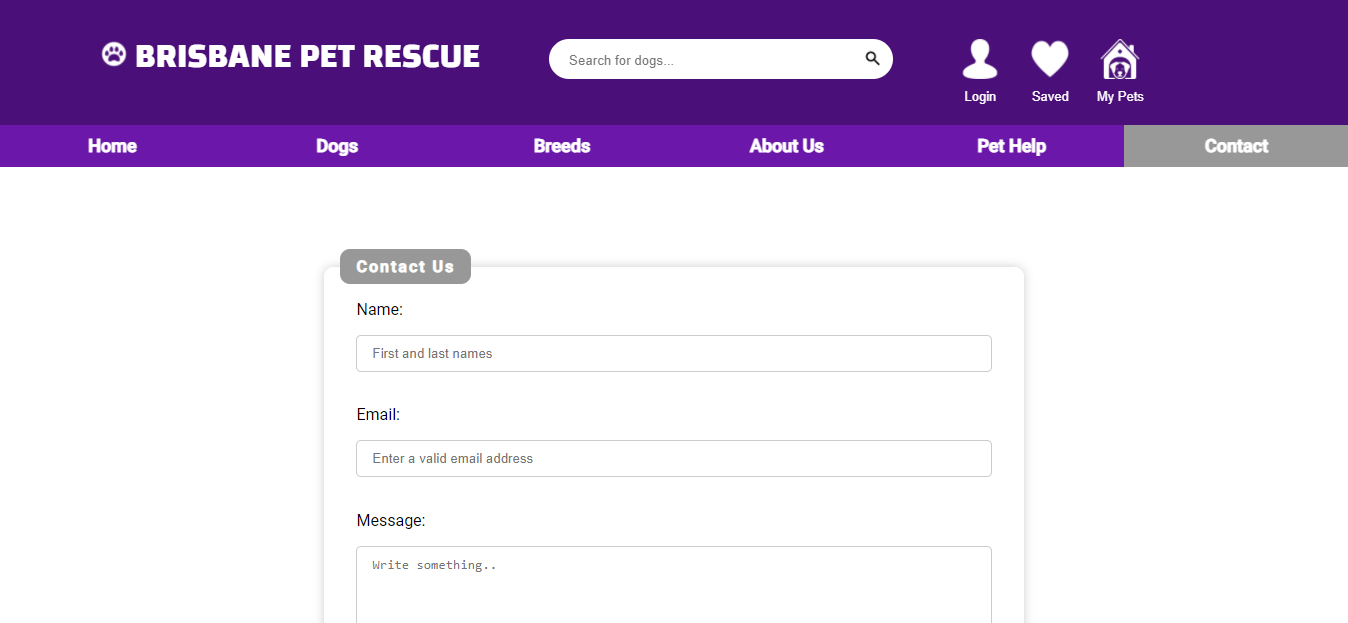 BRISBANE PET RESCUE
Search for dogs...
Login Saved My Pets
Home Dogs Breeds About Us Pet Help Contact
Contact Us
Name:
First and last names
Email:
Enter a valid email address
Message:
Write something..